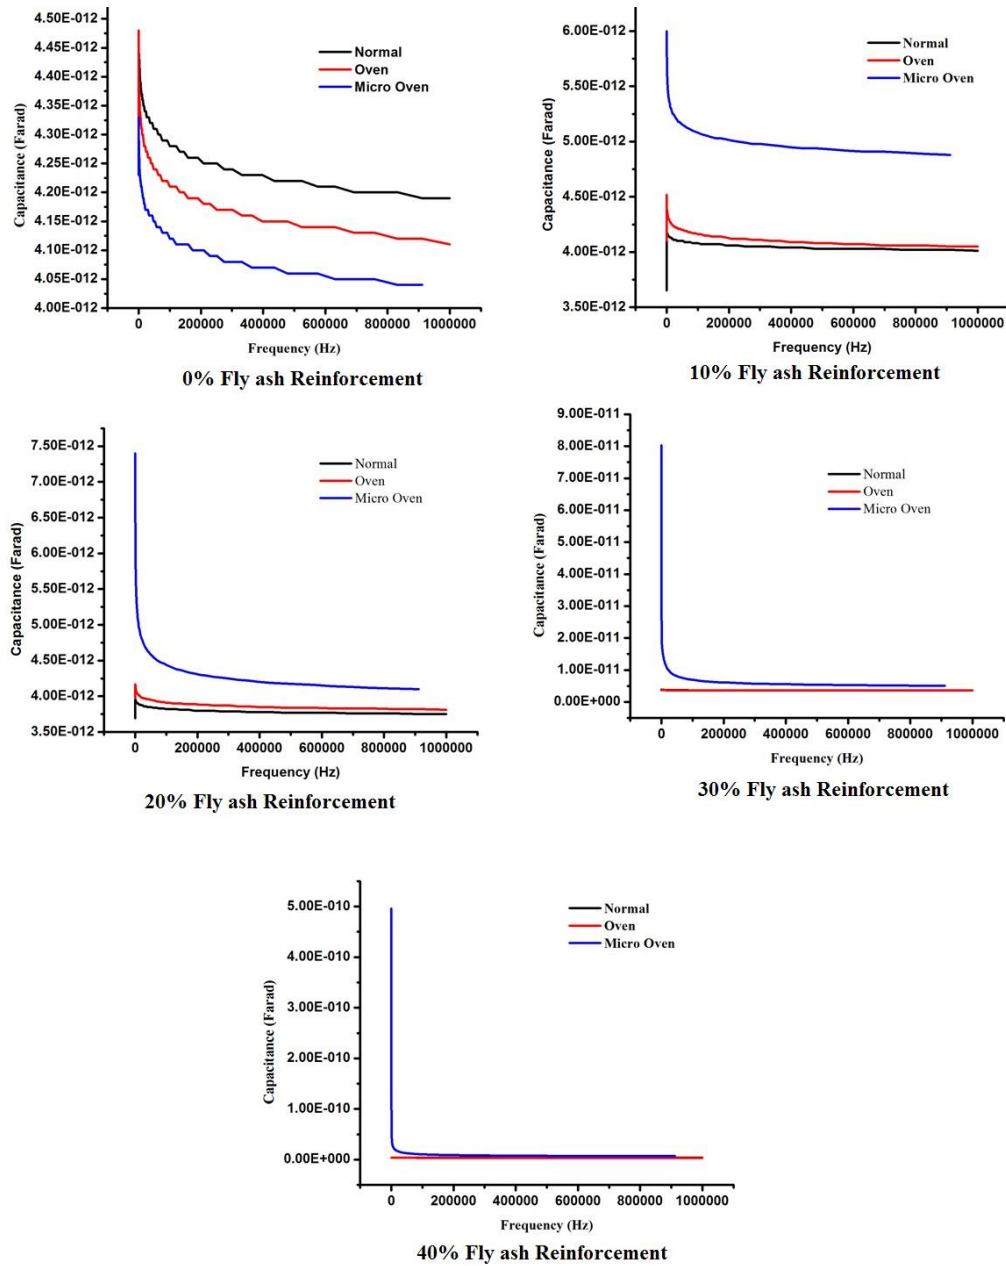 4.50E-012
4.45E-012
4.40E-012
4.35E-012
4.30E-012
4.25E-012
4.20E-012
4.15E-012
4.10E-012
4.05E-012
4.00E-012
Capacitance (Farad)
Normal
Oven
Micro Oven
0 200000 400000 600000 800000 1000000
Frequency (Hz)
0% Fly ash Reinforcement
6.00E-012
5.50E-012
5.00E-012
4.50E-012
4.00E-012
3.50E-012
Capacitance (Farad)
Normal
Oven
Micro Oven
0 200000 400000 600000 800000 1000000
Frequency (Hz)
10% Fly ash Reinforcement
7.50E-012
7.00E-012
6.50E-012
6.00E-012
5.50E-012
5.00E-012
4.50E-012
4.00E-012
3.50E-012
Capacitance (Farad)
Normal
Oven
Micro Oven
0 200000 400000 600000 800000 1000000
Frequency (Hz)
20% Fly ash Reinforcement
9.00E-011
8.00E-011
7.00E-011
6.00E-011
5.00E-011
4.00E-011
3.00E-011
2.00E-011
1.00E-011
0.00E+000
Capacitance (Farad)
Normal
Oven
Micro Oven
0 200000 400000 600000 800000 1000000
Frequency (Hz)
30% Fly ash Reinforcement
5.00E-010
4.00E-010
3.00E-010
2.00E-010
1.00E-010
0.00E+000
Capacitance (Farad)
Normal
Oven
Micro Oven
0 200000 400000 600000 800000 1000000
Frequency (Hz)
40% Fly ash Reinforcement